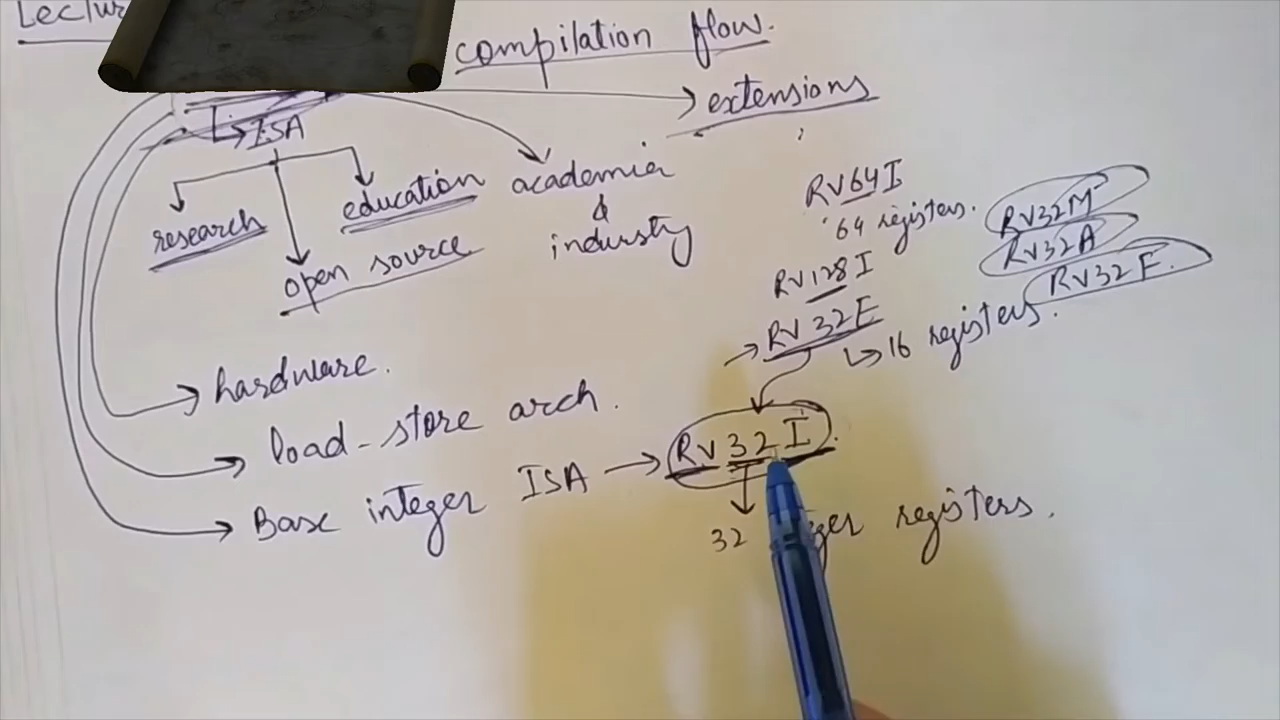 compilation flow.
extensions
ISA
research
education
open source
academia
&
industry
RV64I
64 registers.
RV128I
RV32E
16 registers.
RV32M
RV32A
RV32F.
hardware.
load-store arch.
Base integer ISA → RV32I.
32 registers.